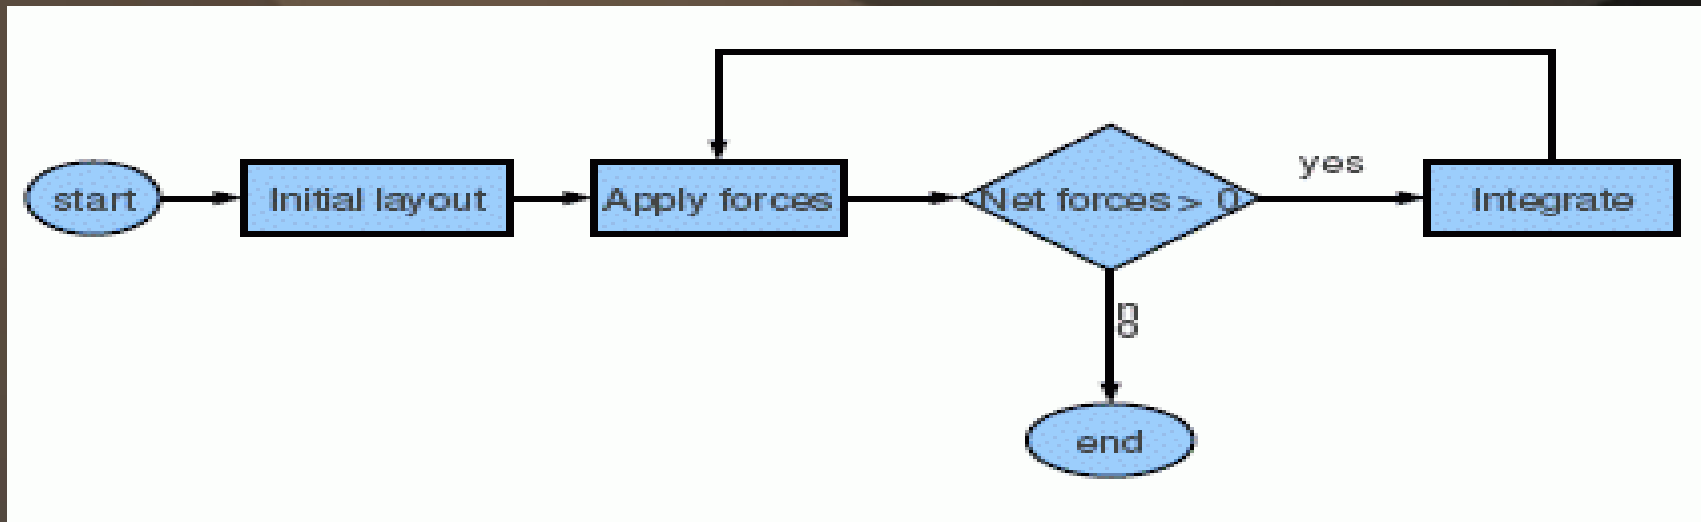 start
Initial layout
Apply forces
Net forces > 0
yes
Integrate
no
end